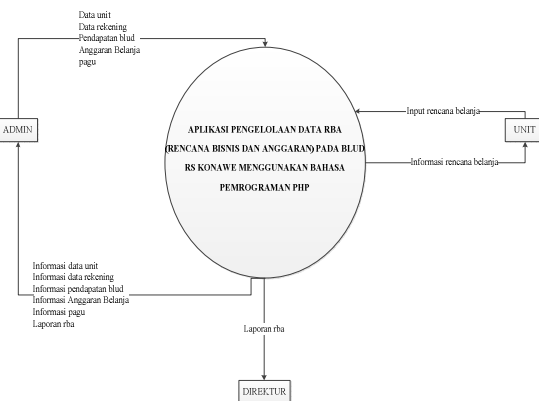 Data unit
Data rekening
Pendapatan blud
Anggaran Belanja
pagu
ADMIN
APLIKASI PENGELOLAAN DATA RBA
(RENCANA BISNIS DAN ANGGARAN) PADA BLUD
RS KONAWE MENGGUNAKAN BAHASA
PEMROGRAMAN PHP
Input rencana belanja
UNIT
Informasi rencana belanja
Informasi data unit
Informasi data rekening
Informasi pendapatan blud
Informasi Anggaran Belanja
Informasi pagu
Laporan rba
Laporan rba
DIREKTUR